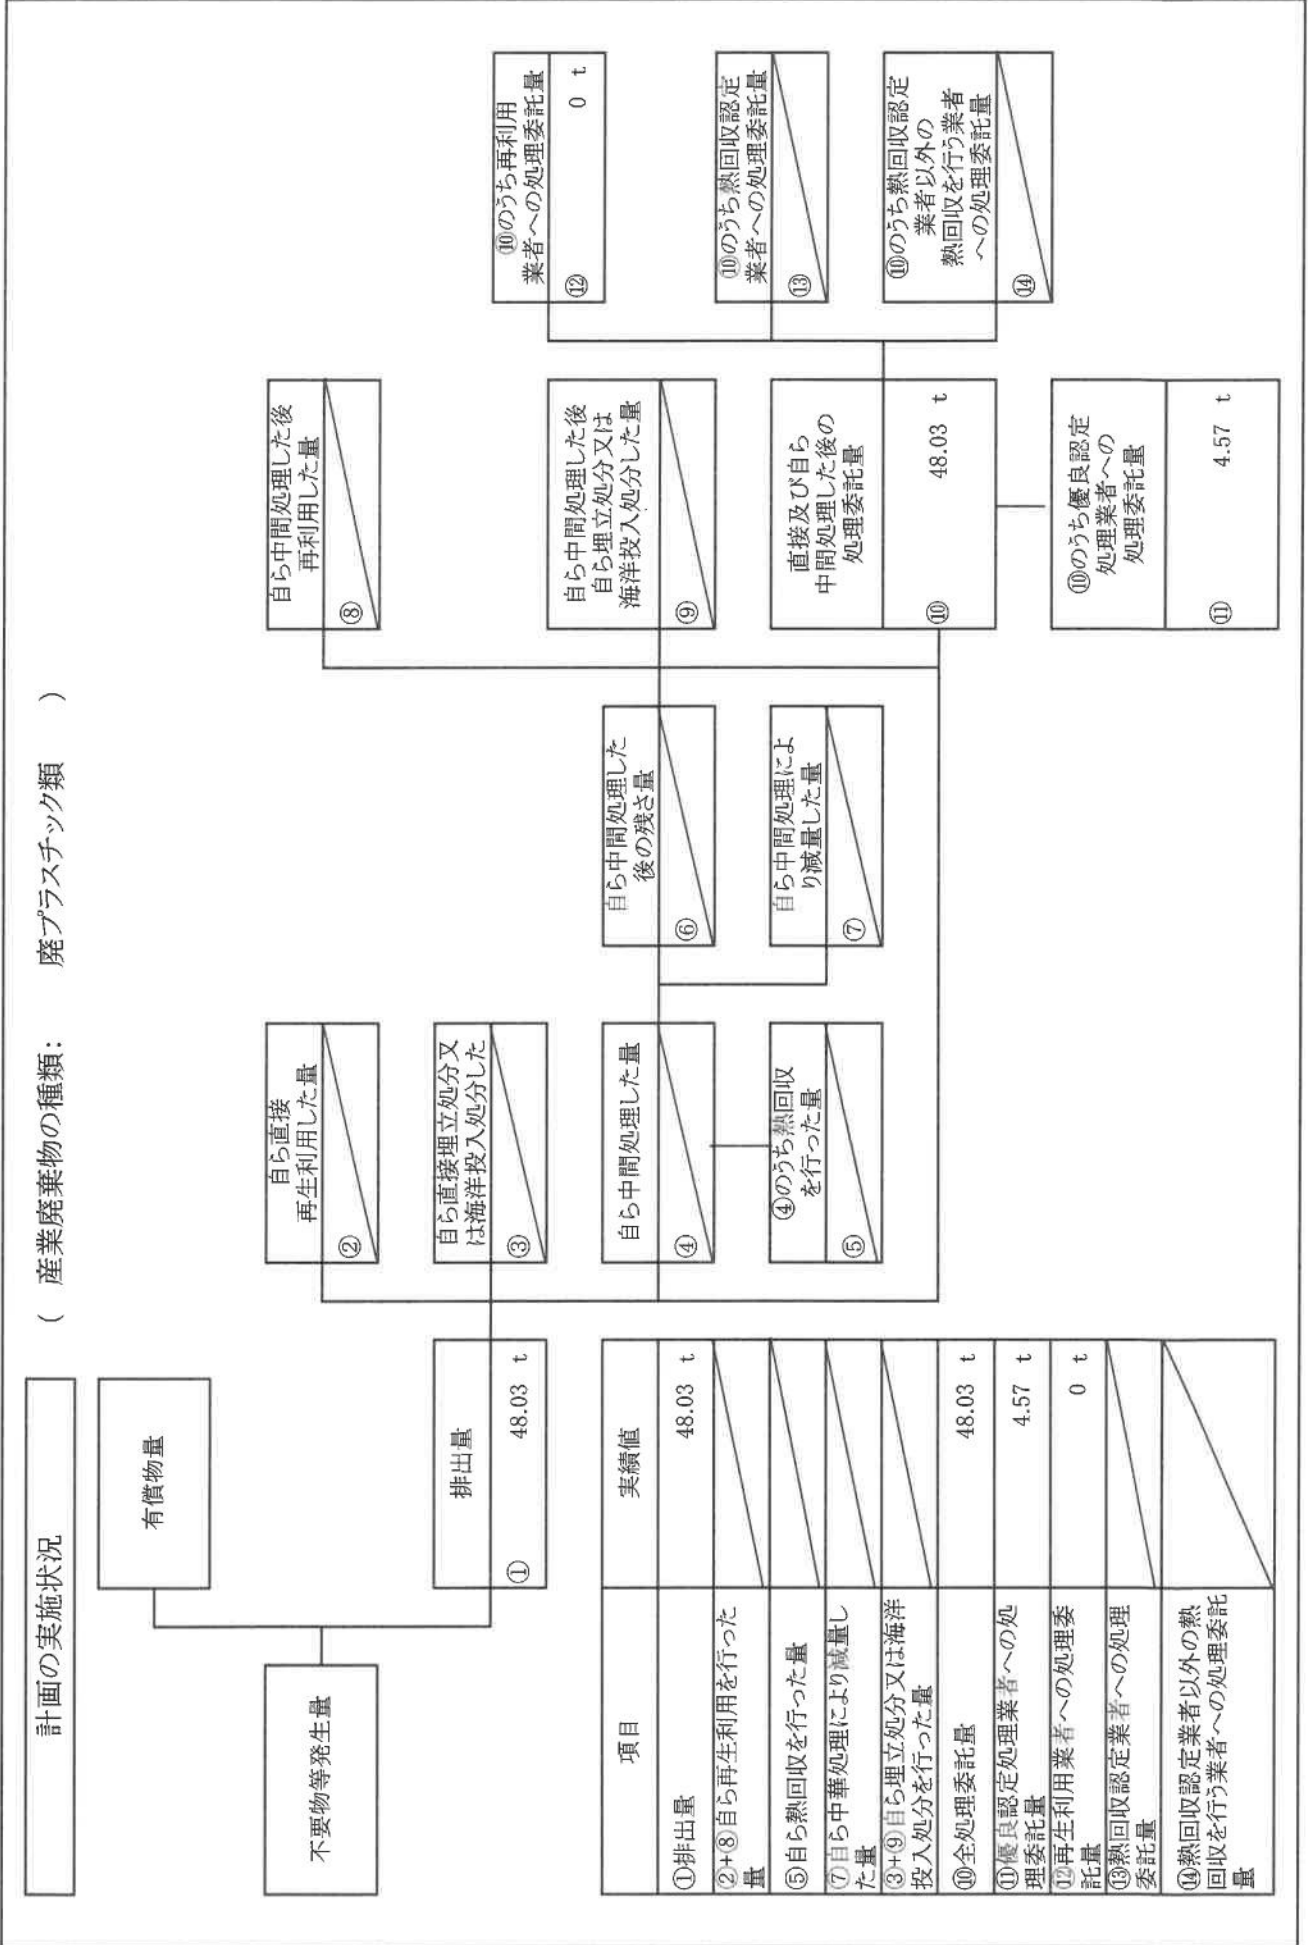 計画の実施状況
( 産業廃棄物の種類: 廃プラスチック類 )
不要物等発生量
有償物量
排出量
① 48.03 t
自ら直接
再生利用した量
②
自ら直接埋立処分又
は海洋投入処分した
③
自ら中間処理した量
④
④のうち熱回収
を行った量
⑤
自ら中間処理した
後の残さ量
⑥
自ら中間処理によ
り減量した量
⑦
自ら中間処理した後
再利用した量
⑧
自ら中間処理した後
自ら埋立処分又は
海洋投入処分した量
⑨
直接及び自ら
中間処理した後の
処理委託量
⑩ 48.03 t
⑩のうち優良認定
処理業者への
処理委託量
⑪ 4.57 t
⑩のうち再利用
業者への処理委託量
⑫ 0 t
⑩のうち熱回収認定
業者への処理委託量
⑬
⑩のうち熱回収認定
業者以外の
熱回収を行う業者
への処理委託量
⑭
項目 実績値
①排出量 48.03 t
②+⑧自ら再生利用を行った
量
⑤自ら熱回収を行った量
⑦自ら中華処理により減量し
た量
③+⑨自ら埋立処分又は海洋
投入処分を行った量
⑩全処理委託量 48.03 t
⑪優良認定処理業者への処
理委託量 4.57 t
⑫再生利用業者への処理委
託量 0 t
⑬熱回収認定業者への処理
委託量
⑭熱回収認定業者以外の熱
回収を行う業者への処理委託
量